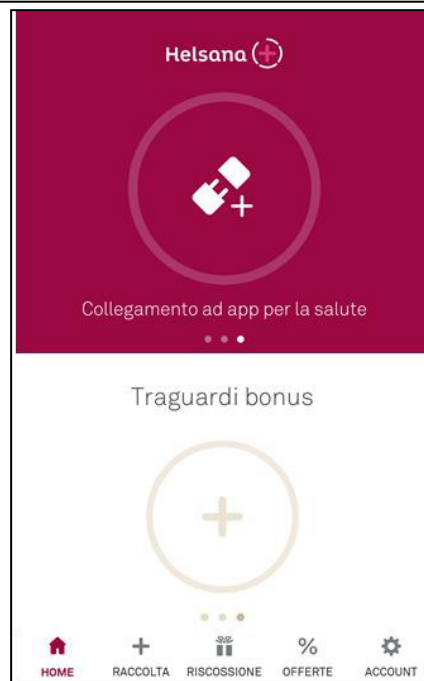 Helsana
Collegamento ad app per la salute
Traguardi bonus
HOME RACCOLTA RISCOSSIONE OFFERTE ACCOUNT